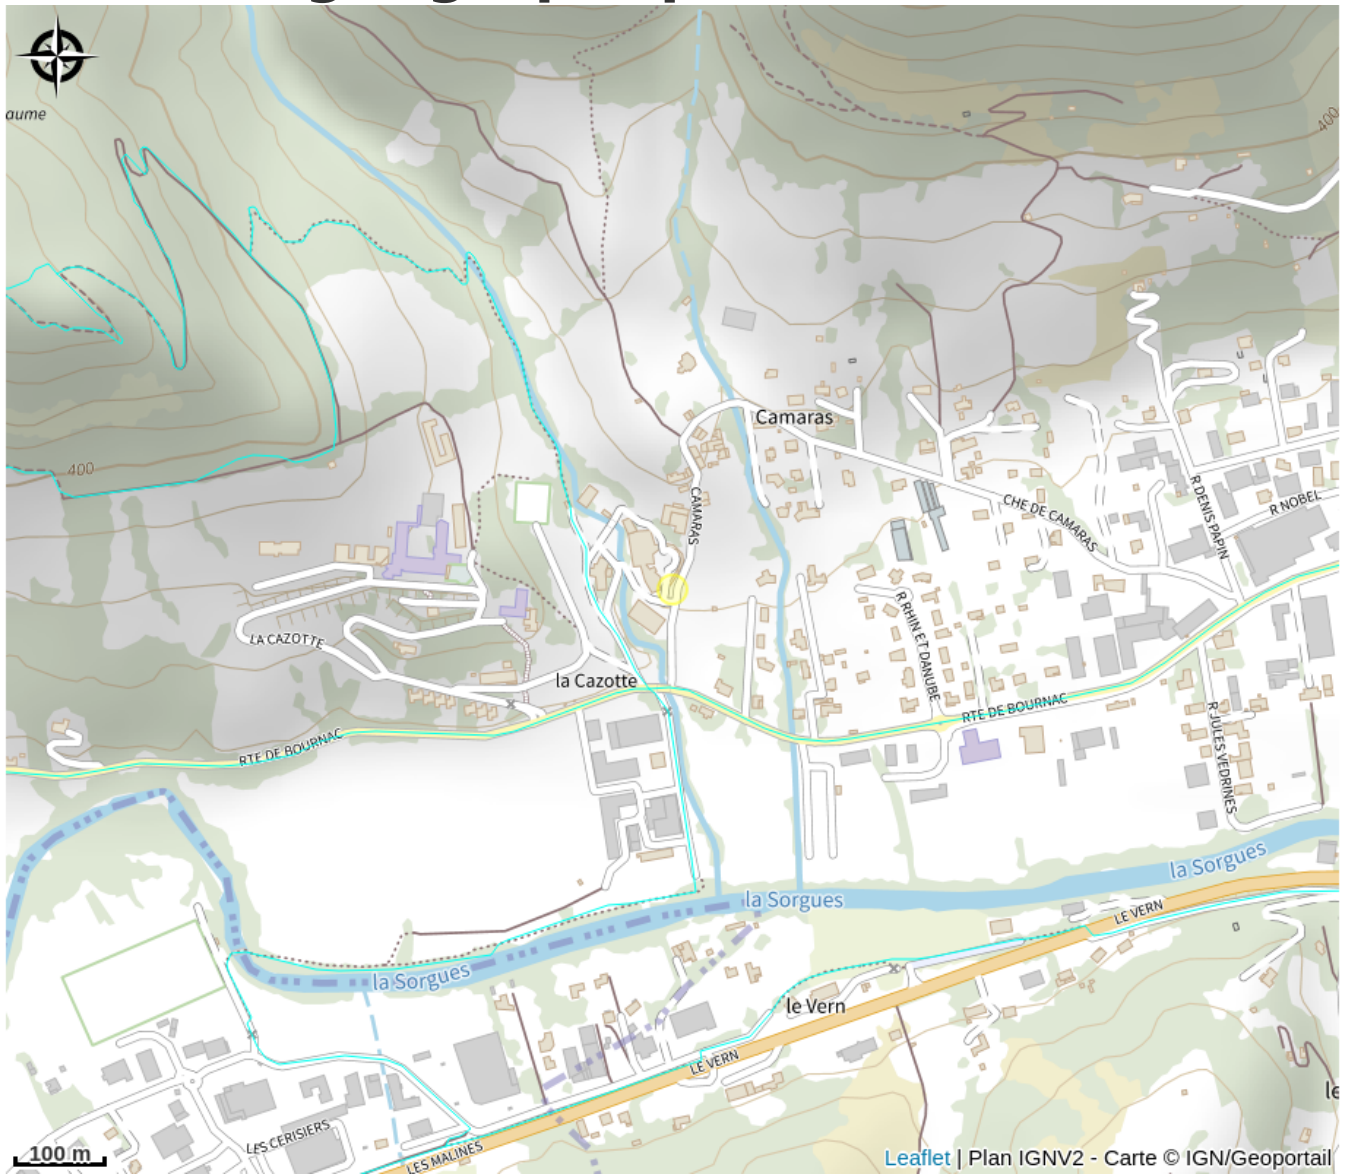 aume
400
400
Camaras
CAMARAS
CHE DE CAMARAS
R DENIS PAPIN
R NOBEL
R RHIN ET DANUBE
LA CAZOTTE
la Cazotte
RTE DE BOURNAC
RTE DE BOURNAC
R JULES VEDRINES
la Sorgues
la Sorgues
la Sorgues
LE VERN
le Vern
LE VERN
le
LES CERISIERS
LES MALINES
100 m
Leaflet | Plan IGNV2 - Carte © IGN/Geoportail